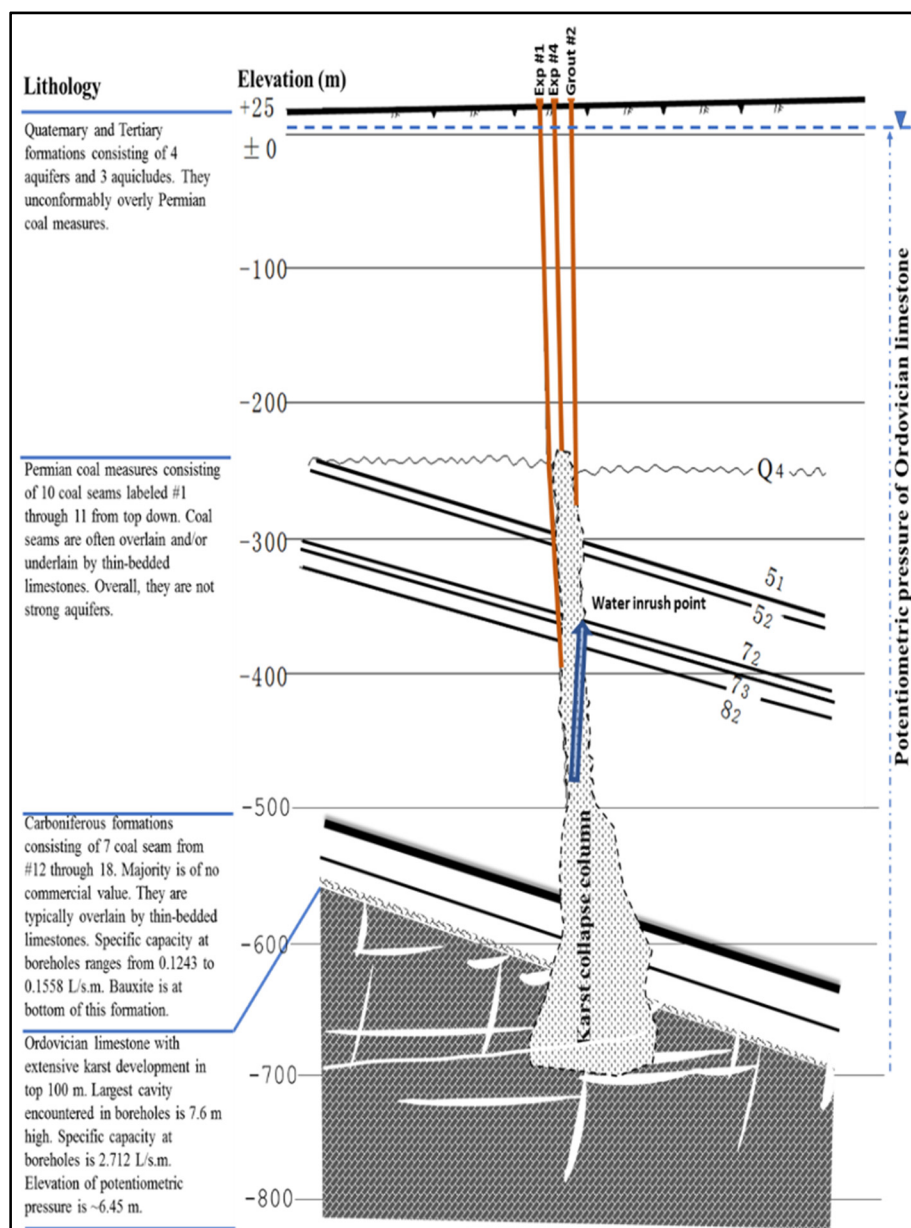 Exp #1
Exp #4
Grout #2
Lithology
Elevation (m)
+25
±0
-100
-200
-300
-400
-500
-600
-700
-800
Quaternary and Tertiary
formations consisting of 4
aquifers and 3 aquicludes. They
unconformably overly Permian
coal measures.
Permian coal measures consisting
of 10 coal seams labeled #1
through 11 from top down. Coal
seams are often overlain and/or
underlain by thin-bedded
limestones. Overall, they are not
strong aquifers.
Carboniferous formations
consisting of 7 coal seam from
#12 through 18. Majority is of no
commercial value. They are
typically overlain by thin-bedded
limestones. Specific capacity at
boreholes ranges from 0.1243 to
0.1558 L/s.m. Bauxite is at
bottom of this formation.
Ordovician limestone with
extensive karst development in
top 100 m. Largest cavity
encountered in boreholes is 7.6 m
high. Specific capacity at
boreholes is 2.712 L/s.m.
Elevation of potentiometric
pressure is ~6.45 m.
Q4
51
52
Water inrush point
72
73
82
Karst collapse column
Potentiometric pressure of Ordovician limestone